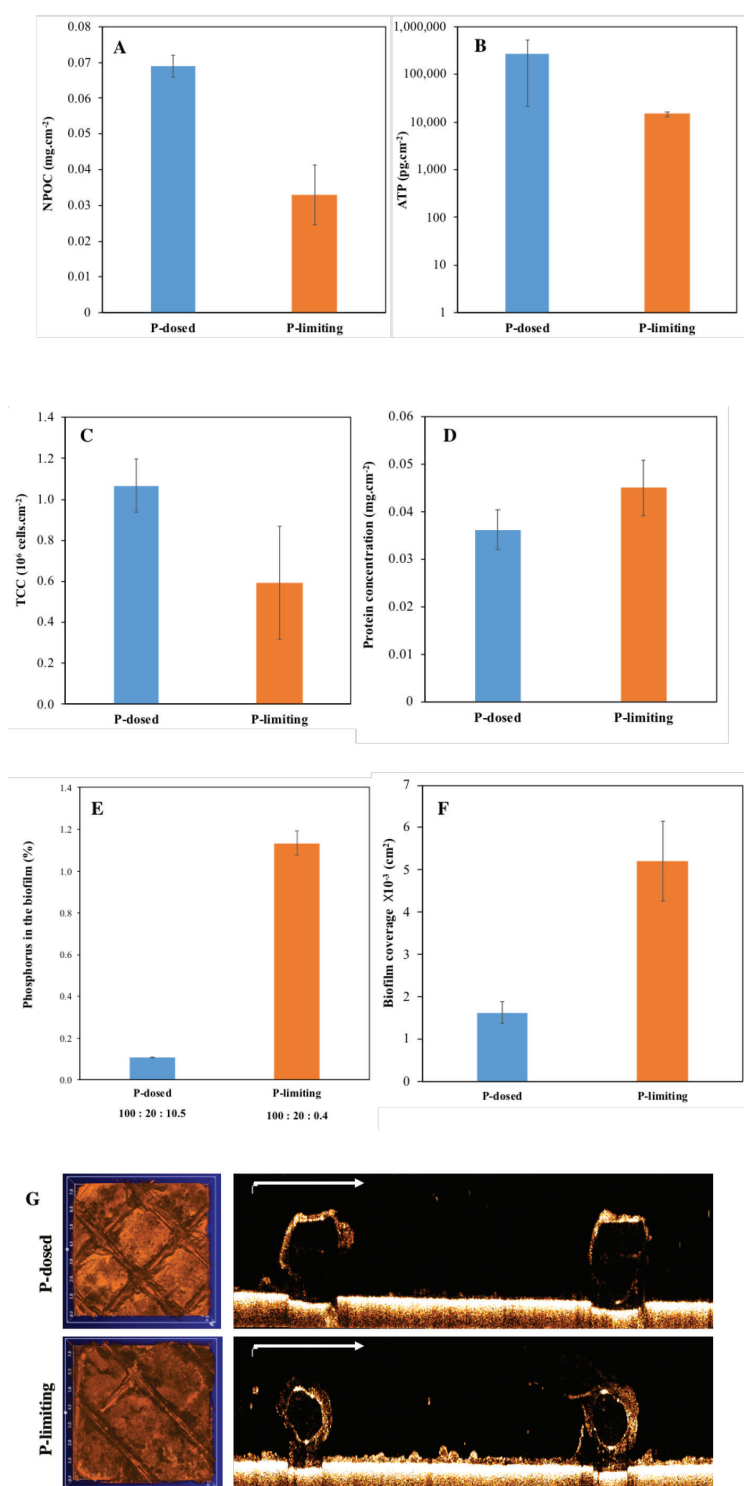 A
NPOC (mg.cm⁻²)
0.08
0.07
0.06
0.05
0.04
0.03
0.02
0.01
0
P-dosed
P-limiting
B
ATP (pg.cm⁻²)
1,000,000
100,000
10,000
1,000
100
10
1
P-dosed
P-limiting
C
TCC (10⁶ cells.cm⁻²)
1.4
1.2
1.0
0.8
0.6
0.4
0.2
0.0
P-dosed
P-limiting
D
Protein concentration (mg.cm⁻²)
0.06
0.05
0.04
0.03
0.02
0.01
0
P-dosed
P-limiting
E
Phosphorus in the biofilm (%)
1.4
1.2
1.0
0.8
0.6
0.4
0.2
0.0
P-dosed
P-limiting
100 : 20 : 10.5
100 : 20 : 0.4
F
Biofilm coverage X10⁻³ (cm²)
7
6
5
4
3
2
1
0
P-dosed
P-limiting
G
P-dosed
P-limiting